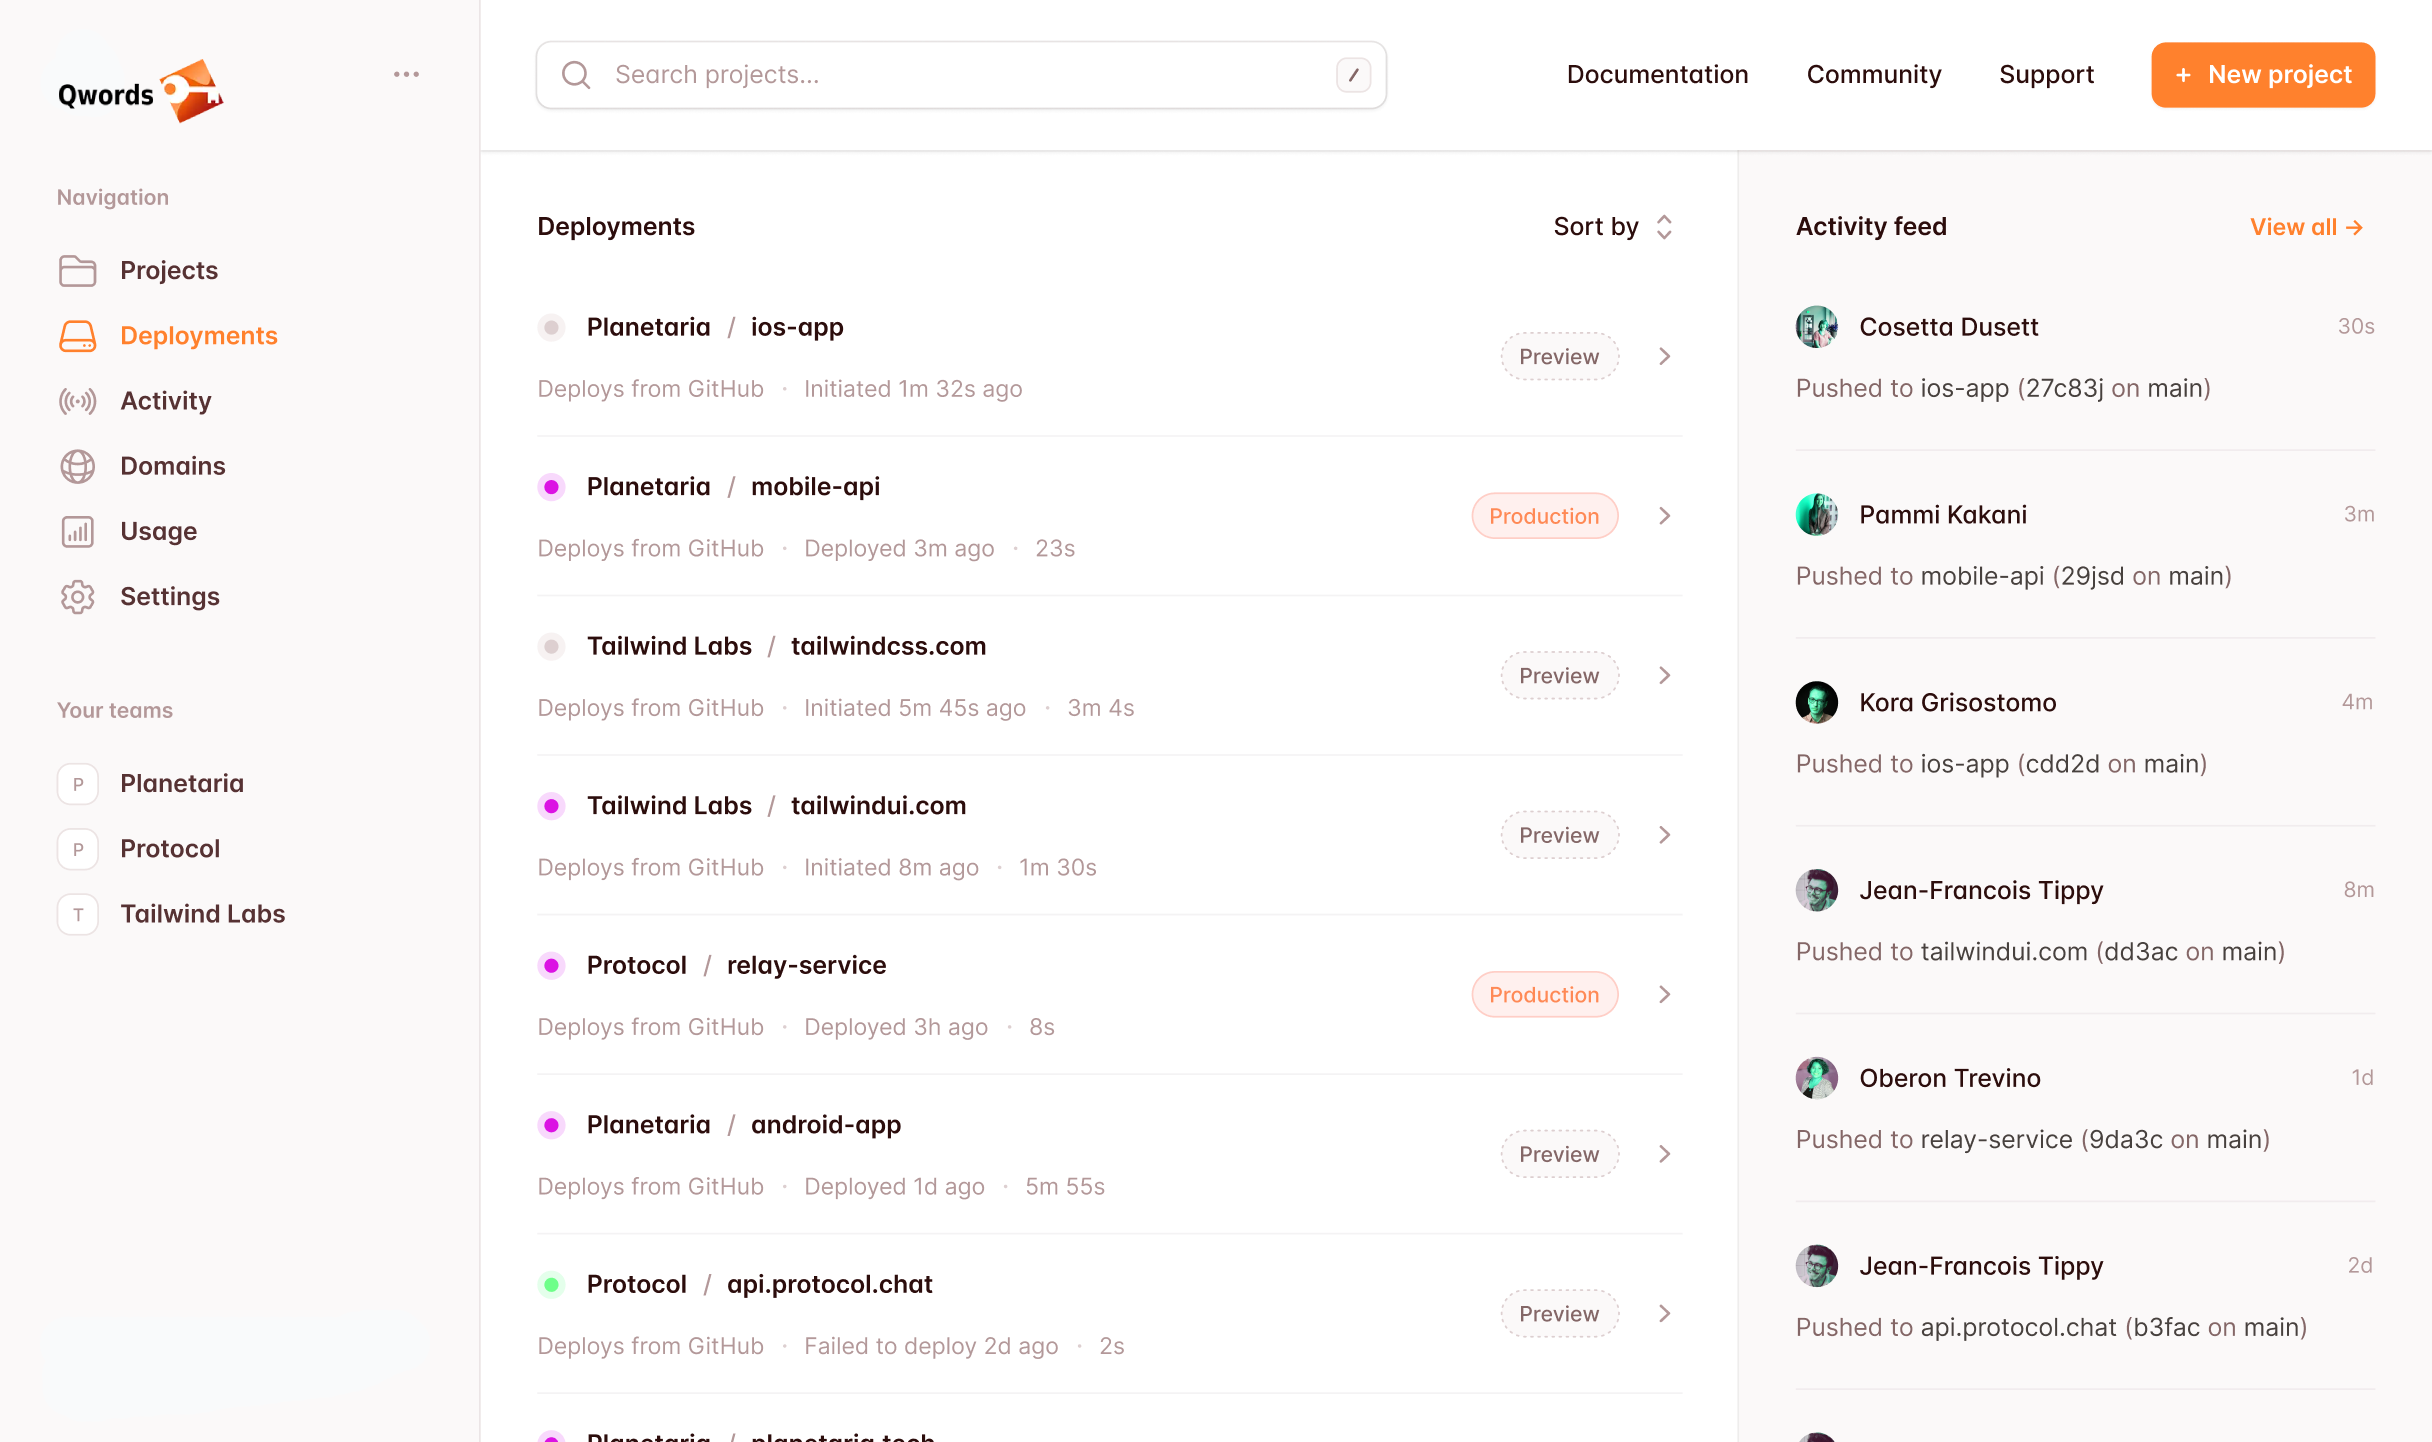 Qwords
Navigation
Projects
Deployments
Activity
Domains
Usage
Settings
Your teams
P Planetaria
P Protocol
T Tailwind Labs
Search projects... /
Documentation Community Support + New project
Deployments Sort by
Planetaria / ios-app
Deploys from GitHub · Initiated 1m 32s ago
Preview
Planetaria / mobile-api
Deploys from GitHub · Deployed 3m ago · 23s
Production
Tailwind Labs / tailwindcss.com
Deploys from GitHub · Initiated 5m 45s ago · 3m 4s
Preview
Tailwind Labs / tailwindui.com
Deploys from GitHub · Initiated 8m ago · 1m 30s
Preview
Protocol / relay-service
Deploys from GitHub · Deployed 3h ago · 8s
Production
Planetaria / android-app
Deploys from GitHub · Deployed 1d ago · 5m 55s
Preview
Protocol / api.protocol.chat
Deploys from GitHub · Failed to deploy 2d ago · 2s
Preview
Planetaria / planetaria.tech
Activity feed View all →
Cosetta Dusett 30s
Pushed to ios-app (27c83j on main)
Pammi Kakani 3m
Pushed to mobile-api (29jsd on main)
Kora Grisostomo 4m
Pushed to ios-app (cdd2d on main)
Jean-Francois Tippy 8m
Pushed to tailwindui.com (dd3ac on main)
Oberon Trevino 1d
Pushed to relay-service (9da3c on main)
Jean-Francois Tippy 2d
Pushed to api.protocol.chat (b3fac on main)